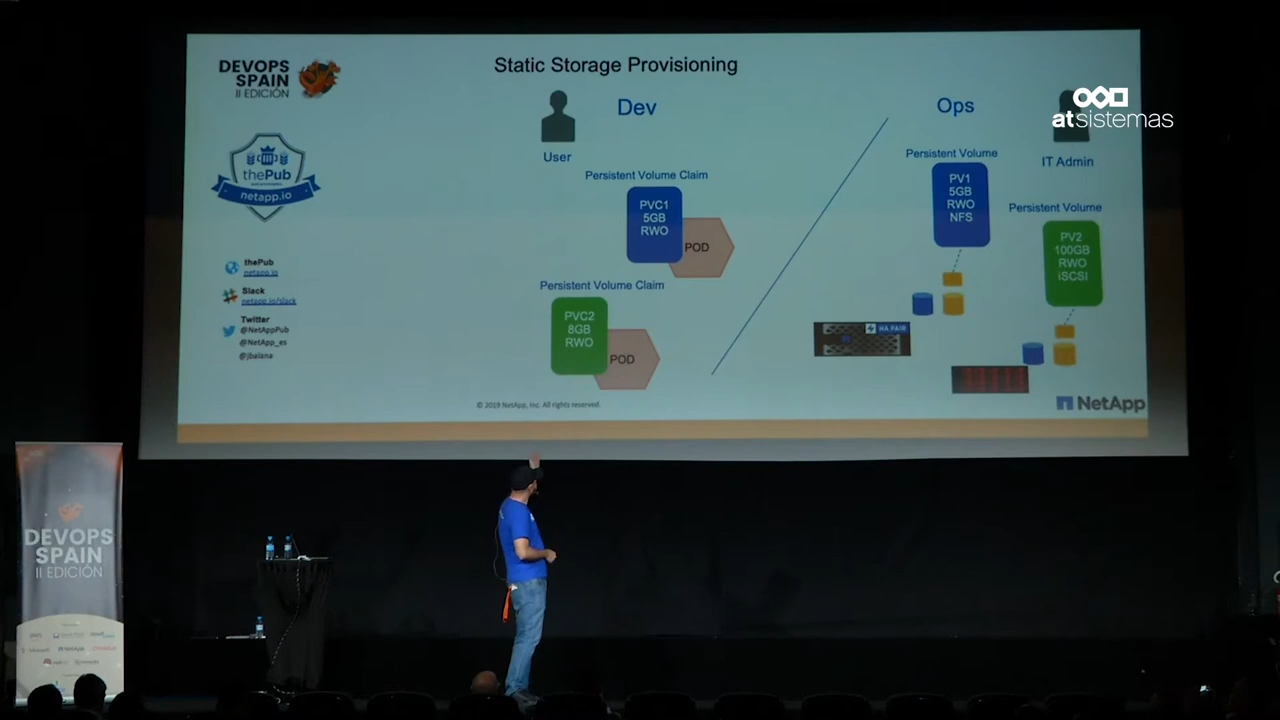 DEVOPS
SPAIN
II EDICIÓN
Static Storage Provisioning
atsistemas
thePub
netapp.io
thePub
netapp.io
Slack
netapp.io/slack
Twitter
@NetAppPub
@NetApp_es
@jbalana
Dev
User
Persistent Volume Claim
PVC1
5GB
RWO
POD
Persistent Volume Claim
PVC2
8GB
RWO
POD
Ops
IT Admin
Persistent Volume
PV1
5GB
RWO
NFS
Persistent Volume
PV2
100GB
RWO
iSCSI
HA PAIR
© 2019 NetApp, Inc. All rights reserved.
NetApp
DEVOPS
SPAIN
II EDICIÓN
NetApp